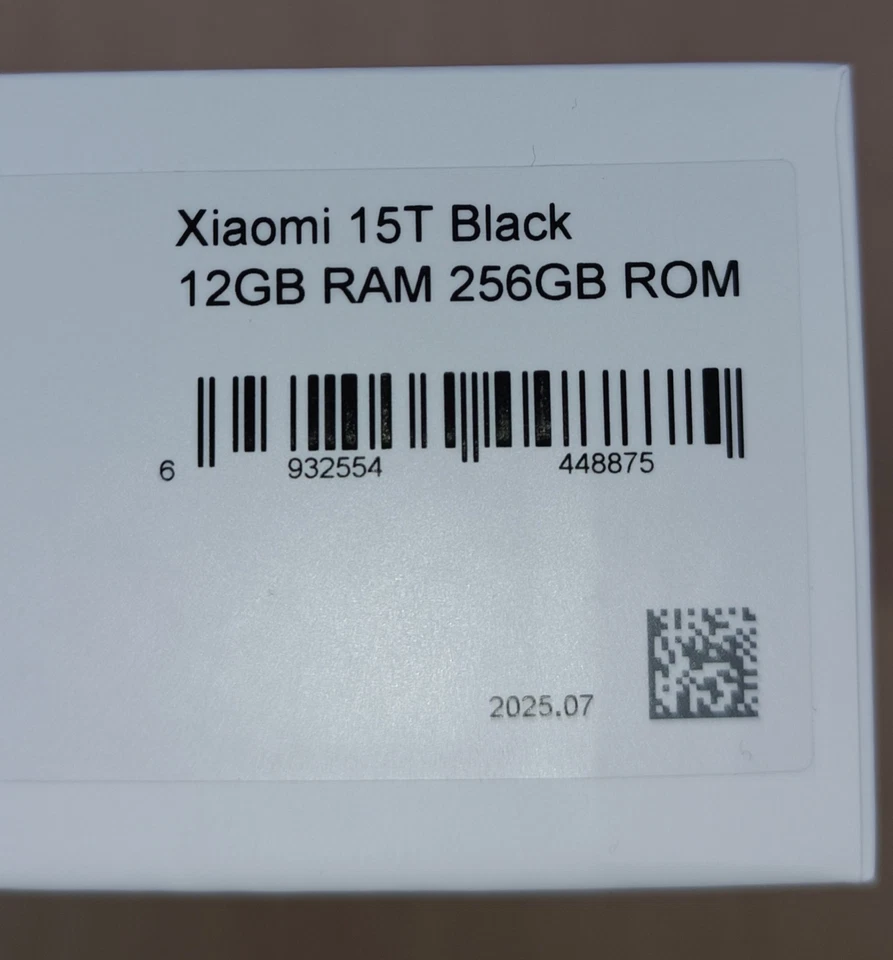 Xiaomi 15T Black
12GB RAM 256GB ROM
6 932554 448875
2025.07